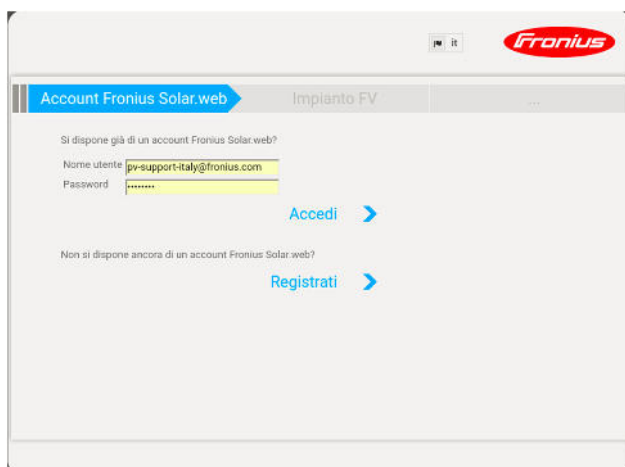 it
Fronius
Account Fronius Solar.web
Impianto FV
...
Si dispone già di un account Fronius Solar.web?
Nome utente pv-support-italy@fronius.com
Password ••••••••
Accedi
Non si dispone ancora di un account Fronius Solar.web?
Registrati